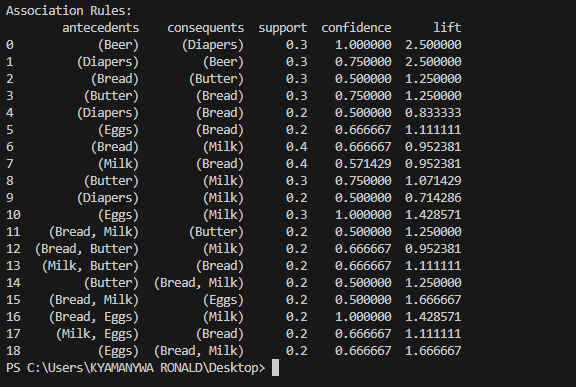 Association Rules:
antecedents consequents support confidence lift
0 (Beer) (Diapers) 0.3 1.000000 2.500000
1 (Diapers) (Beer) 0.3 0.750000 2.500000
2 (Bread) (Butter) 0.3 0.500000 1.250000
3 (Butter) (Bread) 0.3 0.750000 1.250000
4 (Diapers) (Bread) 0.2 0.500000 0.833333
5 (Eggs) (Bread) 0.2 0.666667 1.111111
6 (Bread) (Milk) 0.4 0.666667 0.952381
7 (Milk) (Bread) 0.4 0.571429 0.952381
8 (Butter) (Milk) 0.3 0.750000 1.071429
9 (Diapers) (Milk) 0.2 0.500000 0.714286
10 (Eggs) (Milk) 0.3 1.000000 1.428571
11 (Bread, Milk) (Butter) 0.2 0.500000 1.250000
12 (Bread, Butter) (Milk) 0.2 0.666667 0.952381
13 (Milk, Butter) (Bread) 0.2 0.666667 1.111111
14 (Butter) (Bread, Milk) 0.2 0.500000 1.250000
15 (Bread, Milk) (Eggs) 0.2 0.500000 1.666667
16 (Bread, Eggs) (Milk) 0.2 1.000000 1.428571
17 (Milk, Eggs) (Bread) 0.2 0.666667 1.111111
18 (Eggs) (Bread, Milk) 0.2 0.666667 1.666667
PS C:\Users\KYAMANYWA RONALD\Desktop>